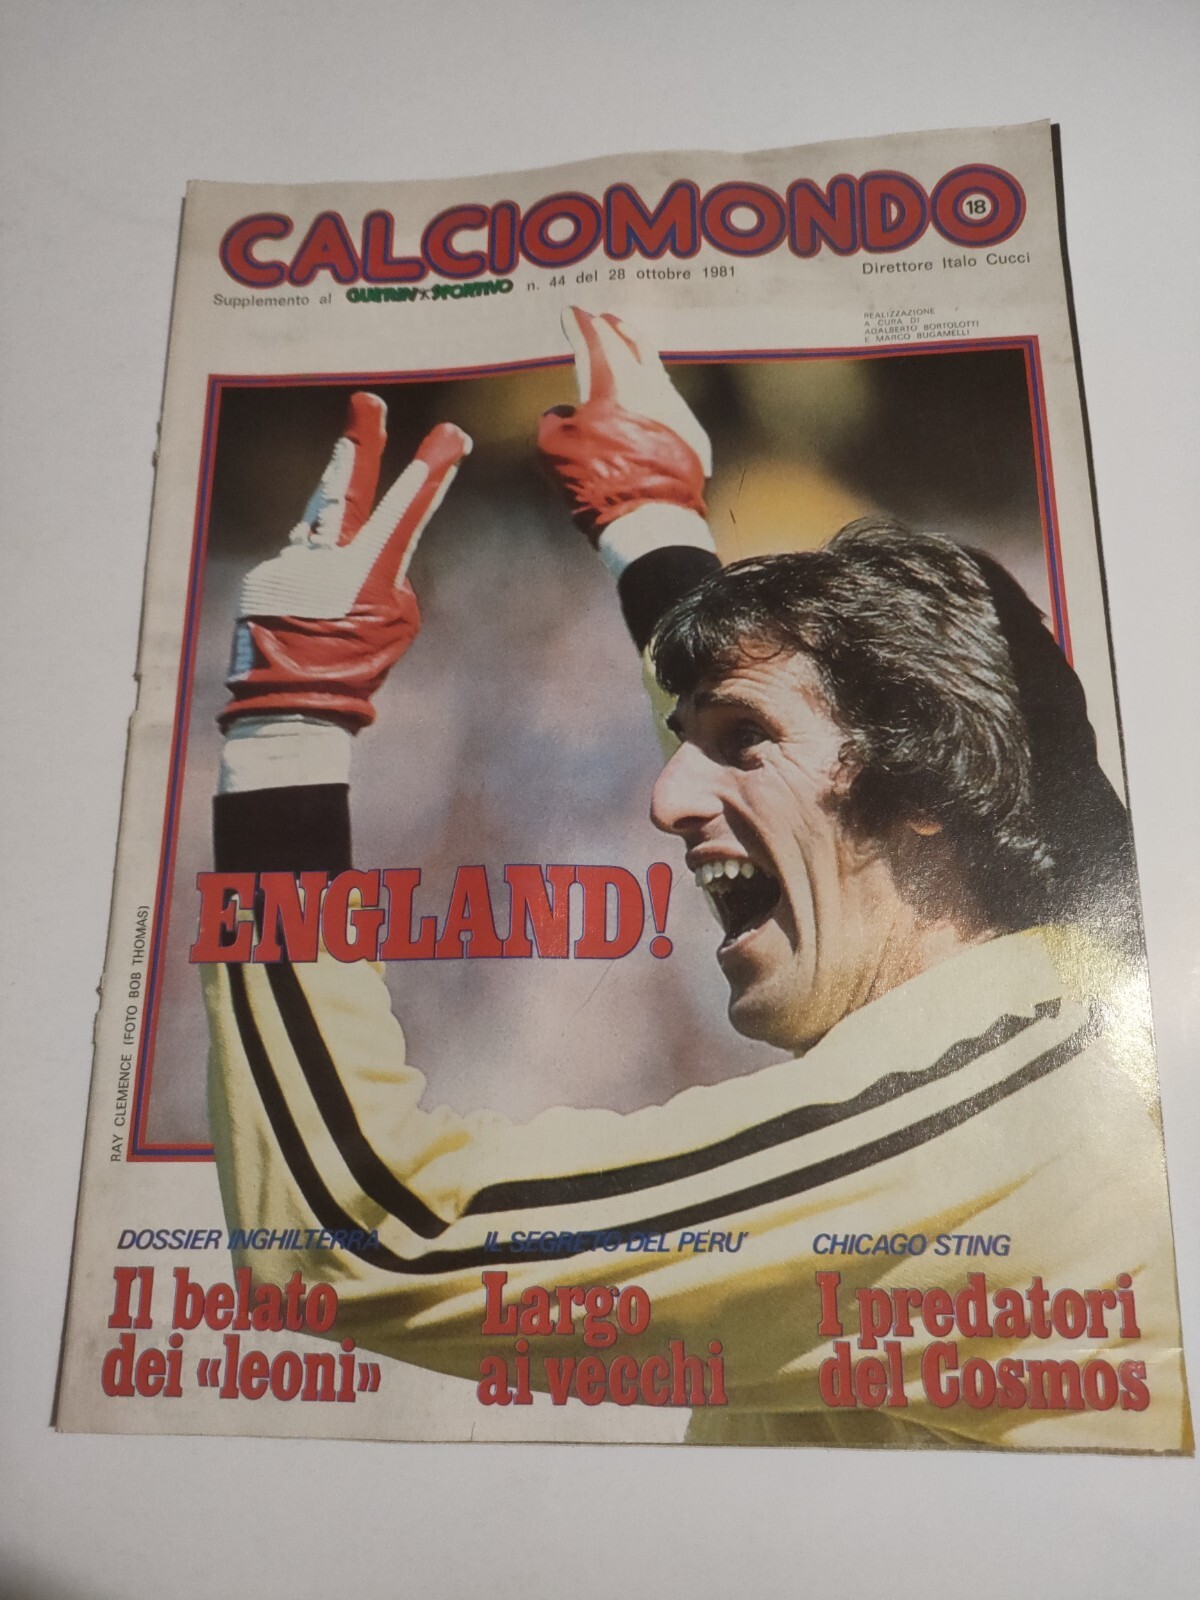 CALCIOMONDO
18
Supplemento al GUERIN SPORTIVO n. 44 del 28 ottobre 1981
Direttore Italo Cucci
REALIZZAZIONE
A CURA DI
ADALBERTO BORTOLOTTI
E MARCO BUGAMELLI
ENGLAND!
RAY CLEMENCE (FOTO BOB THOMAS)
DOSSIER INGHILTERRA
Il belato
dei «leoni»
IL SEGRETO DEL PERU'
Largo
ai vecchi
CHICAGO STING
I predatori
del Cosmos